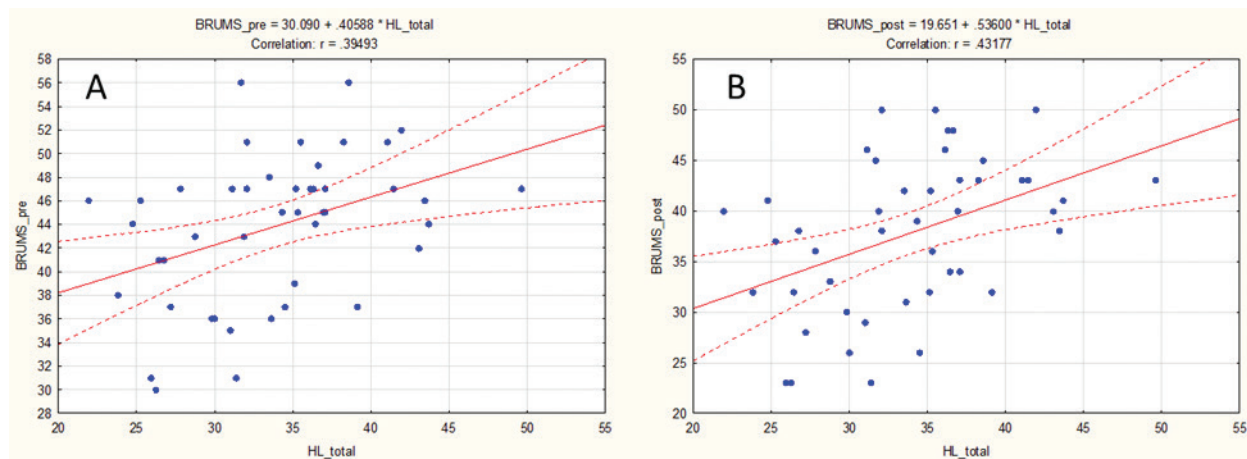 BRUMS_pre = 30.090 + .40588 * HL_total
Correlation: r = .39493
A
BRUMS_pre
58
56
54
52
50
48
46
44
42
40
38
36
34
32
30
28
20 25 30 35 40 45 50 55
HL_total
BRUMS_post = 19.651 + .53600 * HL_total
Correlation: r = .43177
B
BRUMS_post
55
50
45
40
35
30
25
20
20 25 30 35 40 45 50 55
HL_total